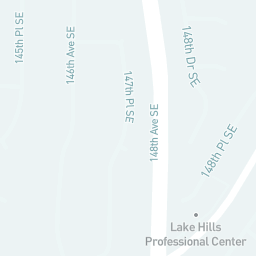 145th Pl SE
146th Ave SE
147th Pl SE
148th Ave SE
148th Dr SE
148th Pl SE
Lake Hills
Professional Center